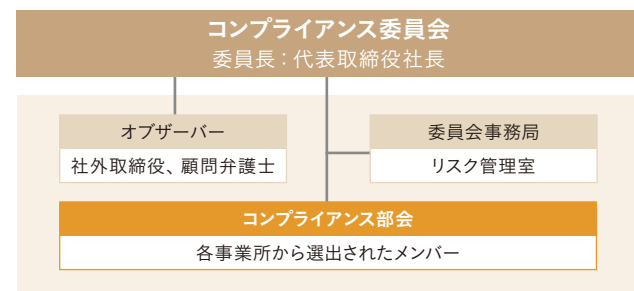 コンプライアンス委員会
委員長：代表取締役社長
オブザーバー
社外取締役、顧問弁護士
委員会事務局
リスク管理室
コンプライアンス部会
各事業所から選出されたメンバー